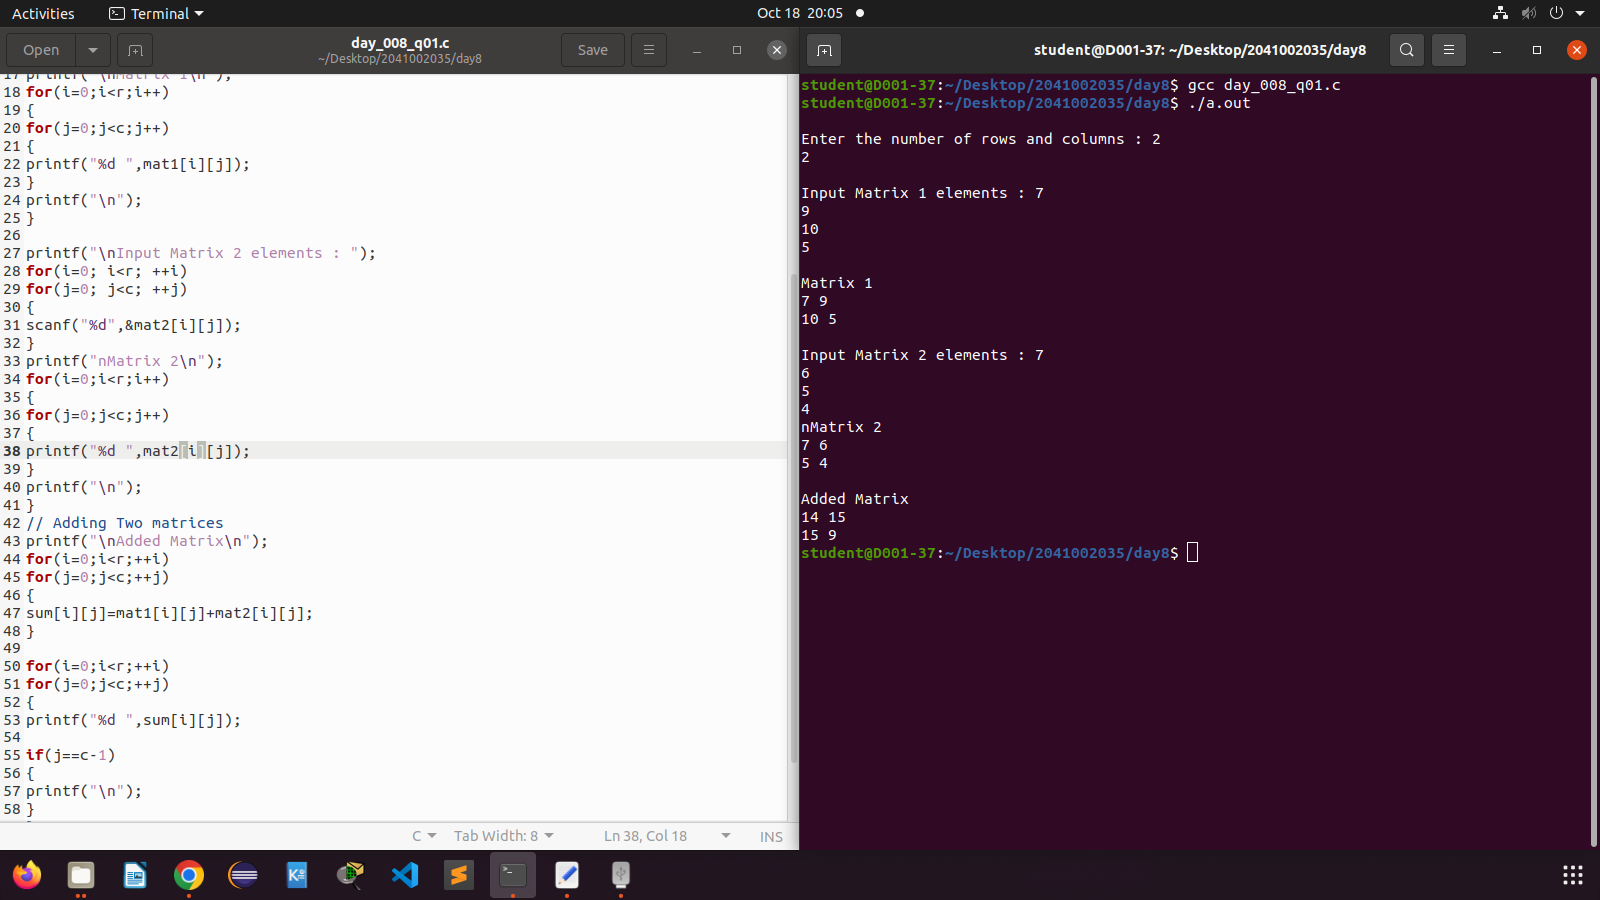 Activities
Terminal
Oct 18 20:05
Open
day_008_q01.c
~/Desktop/2041002035/day8
Save
student@D001-37: ~/Desktop/2041002035/day8
17 printf("\nMatrix 1\n");
18 for(i=0;i<r;i++)
19 {
20 for(j=0;j<c;j++)
21 {
22 printf("%d ",mat1[i][j]);
23 }
24 printf("\n");
25 }
26
27 printf("\nInput Matrix 2 elements : ");
28 for(i=0; i<r; ++i)
29 for(j=0; j<c; ++j)
30 {
31 scanf("%d",&mat2[i][j]);
32 }
33 printf("nMatrix 2\n");
34 for(i=0;i<r;i++)
35 {
36 for(j=0;j<c;j++)
37 {
38 printf("%d ",mat2[i][j]);
39 }
40 printf("\n");
41 }
42 // Adding Two matrices
43 printf("\nAdded Matrix\n");
44 for(i=0;i<r;++i)
45 for(j=0;j<c;++j)
46 {
47 sum[i][j]=mat1[i][j]+mat2[i][j];
48 }
49
50 for(i=0;i<r;++i)
51 for(j=0;j<c;++j)
52 {
53 printf("%d ",sum[i][j]);
54
55 if(j==c-1)
56 {
57 printf("\n");
58 }
C
Tab Width: 8
Ln 38, Col 18
INS
student@D001-37:~/Desktop/2041002035/day8$ gcc day_008_q01.c
student@D001-37:~/Desktop/2041002035/day8$ ./a.out
Enter the number of rows and columns : 2
2
Input Matrix 1 elements : 7
9
10
5
Matrix 1
7 9
10 5
Input Matrix 2 elements : 7
6
5
4
nMatrix 2
7 6
5 4
Added Matrix
14 15
15 9
student@D001-37:~/Desktop/2041002035/day8$